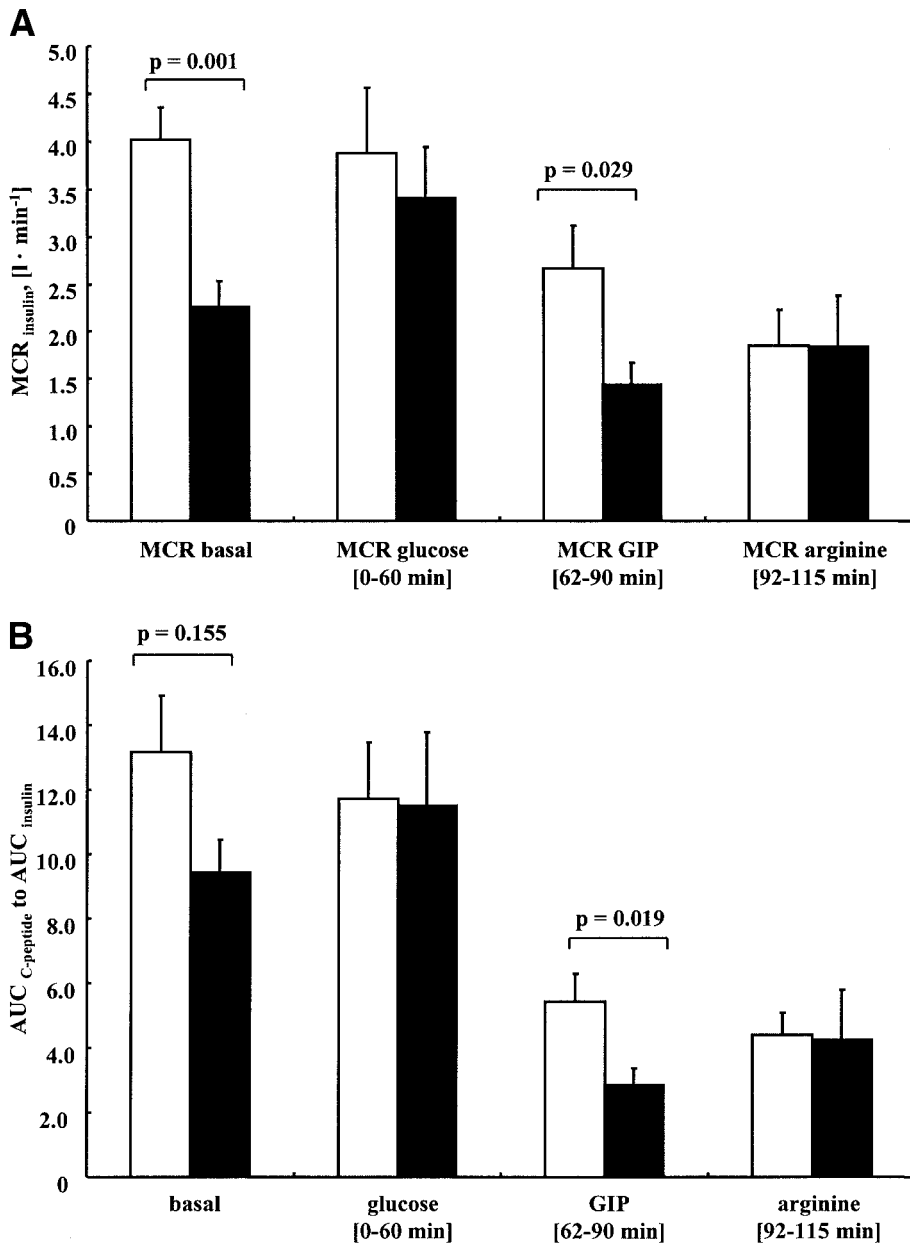 A
5.0
p = 0.001
4.5
4.0
3.5
p = 0.029
3.0
2.5
2.0
1.5
1.0
0.5
0
MCR insulin, [l · min⁻¹]
MCR basal MCR glucose MCR GIP MCR arginine
[0-60 min] [62-90 min] [92-115 min]
B
p = 0.155
16.0
14.0
12.0
10.0
8.0
p = 0.019
6.0
4.0
2.0
0
AUC C-peptide to AUC insulin
basal glucose GIP arginine
[0-60 min] [62-90 min] [92-115 min]